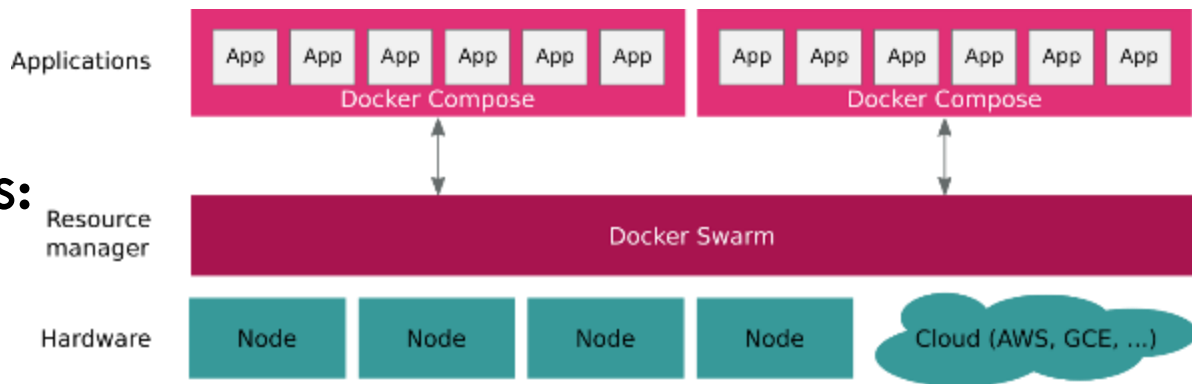 Applications
App App App App App App
Docker Compose
App App App App App App
Docker Compose
s:
Resource
manager
Docker Swarm
Hardware
Node Node Node Node Cloud (AWS, GCE, ...)